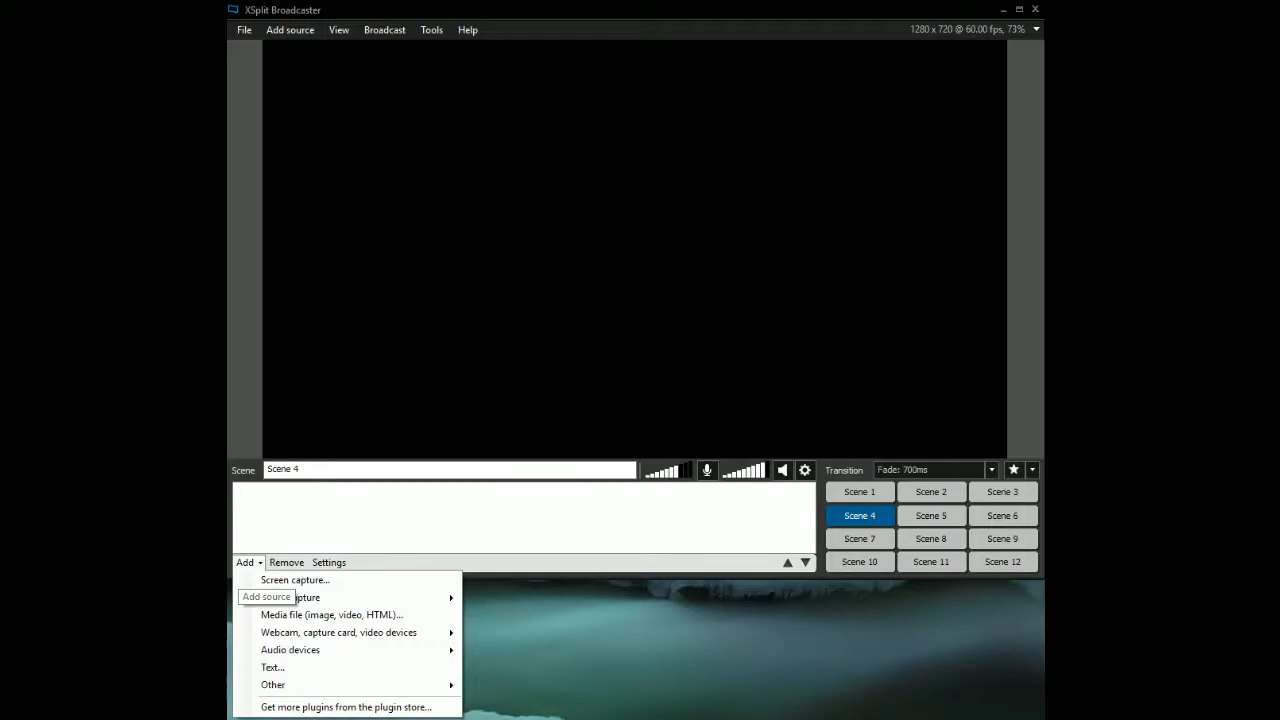 XSplit Broadcaster
File Add source View Broadcast Tools Help 1280 x 720 @ 60.00 fps, 73%
Scene Scene 4 Transition Fade: 700ms
Scene 1 Scene 2 Scene 3
Scene 4 Scene 5 Scene 6
Scene 7 Scene 8 Scene 9
Scene 10 Scene 11 Scene 12
Add Remove Settings
Screen capture...
Add source
Media file (image, video, HTML)...
Webcam, capture card, video devices
Audio devices
Text...
Other
Get more plugins from the plugin store...